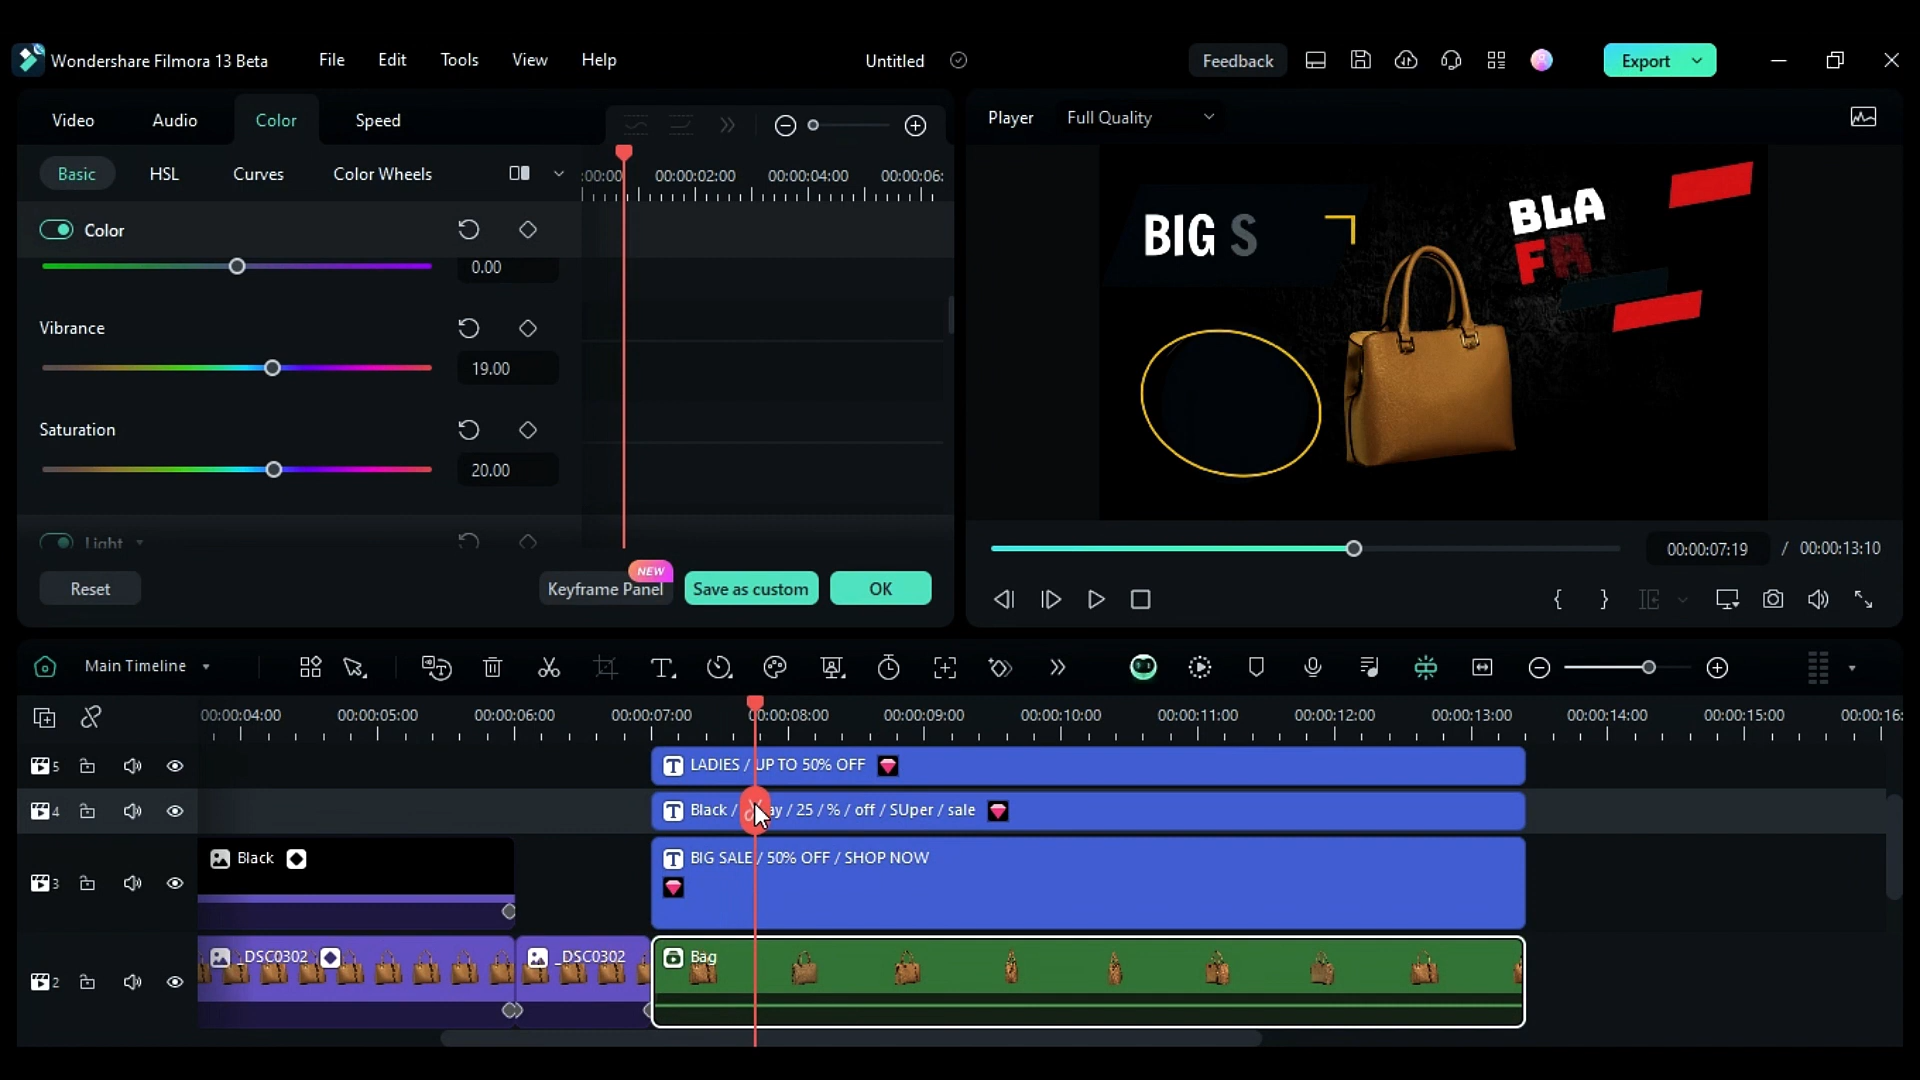 Wondershare Filmora 13 Beta File Edit Tools View Help Untitled Feedback Export
Video Audio Color Speed
Player Full Quality
Basic HSL Curves Color Wheels
:00:00 00:00:02:00 00:00:04:00 00:00:06:
Color
0.00
Vibrance
19.00
Saturation
20.00
Light
Reset Keyframe Panel NEW Save as custom OK
BIG S
BLA
FR
00:00:07:19 / 00:00:13:10
{ }
Main Timeline
00:00:04:00 00:00:05:00 00:00:06:00 00:00:07:00 00:00:08:00 00:00:09:00 00:00:10:00 00:00:11:00 00:00:12:00 00:00:13:00 00:00:14:00 00:00:15:00 00:00:16:
5 T LADIES / UP TO 50% OFF
4 T Black / ay / 25 / % / off / SUper / sale
3 Black T BIG SALE / 50% OFF / SHOP NOW
2 _DSC0302 _DSC0302 Bag